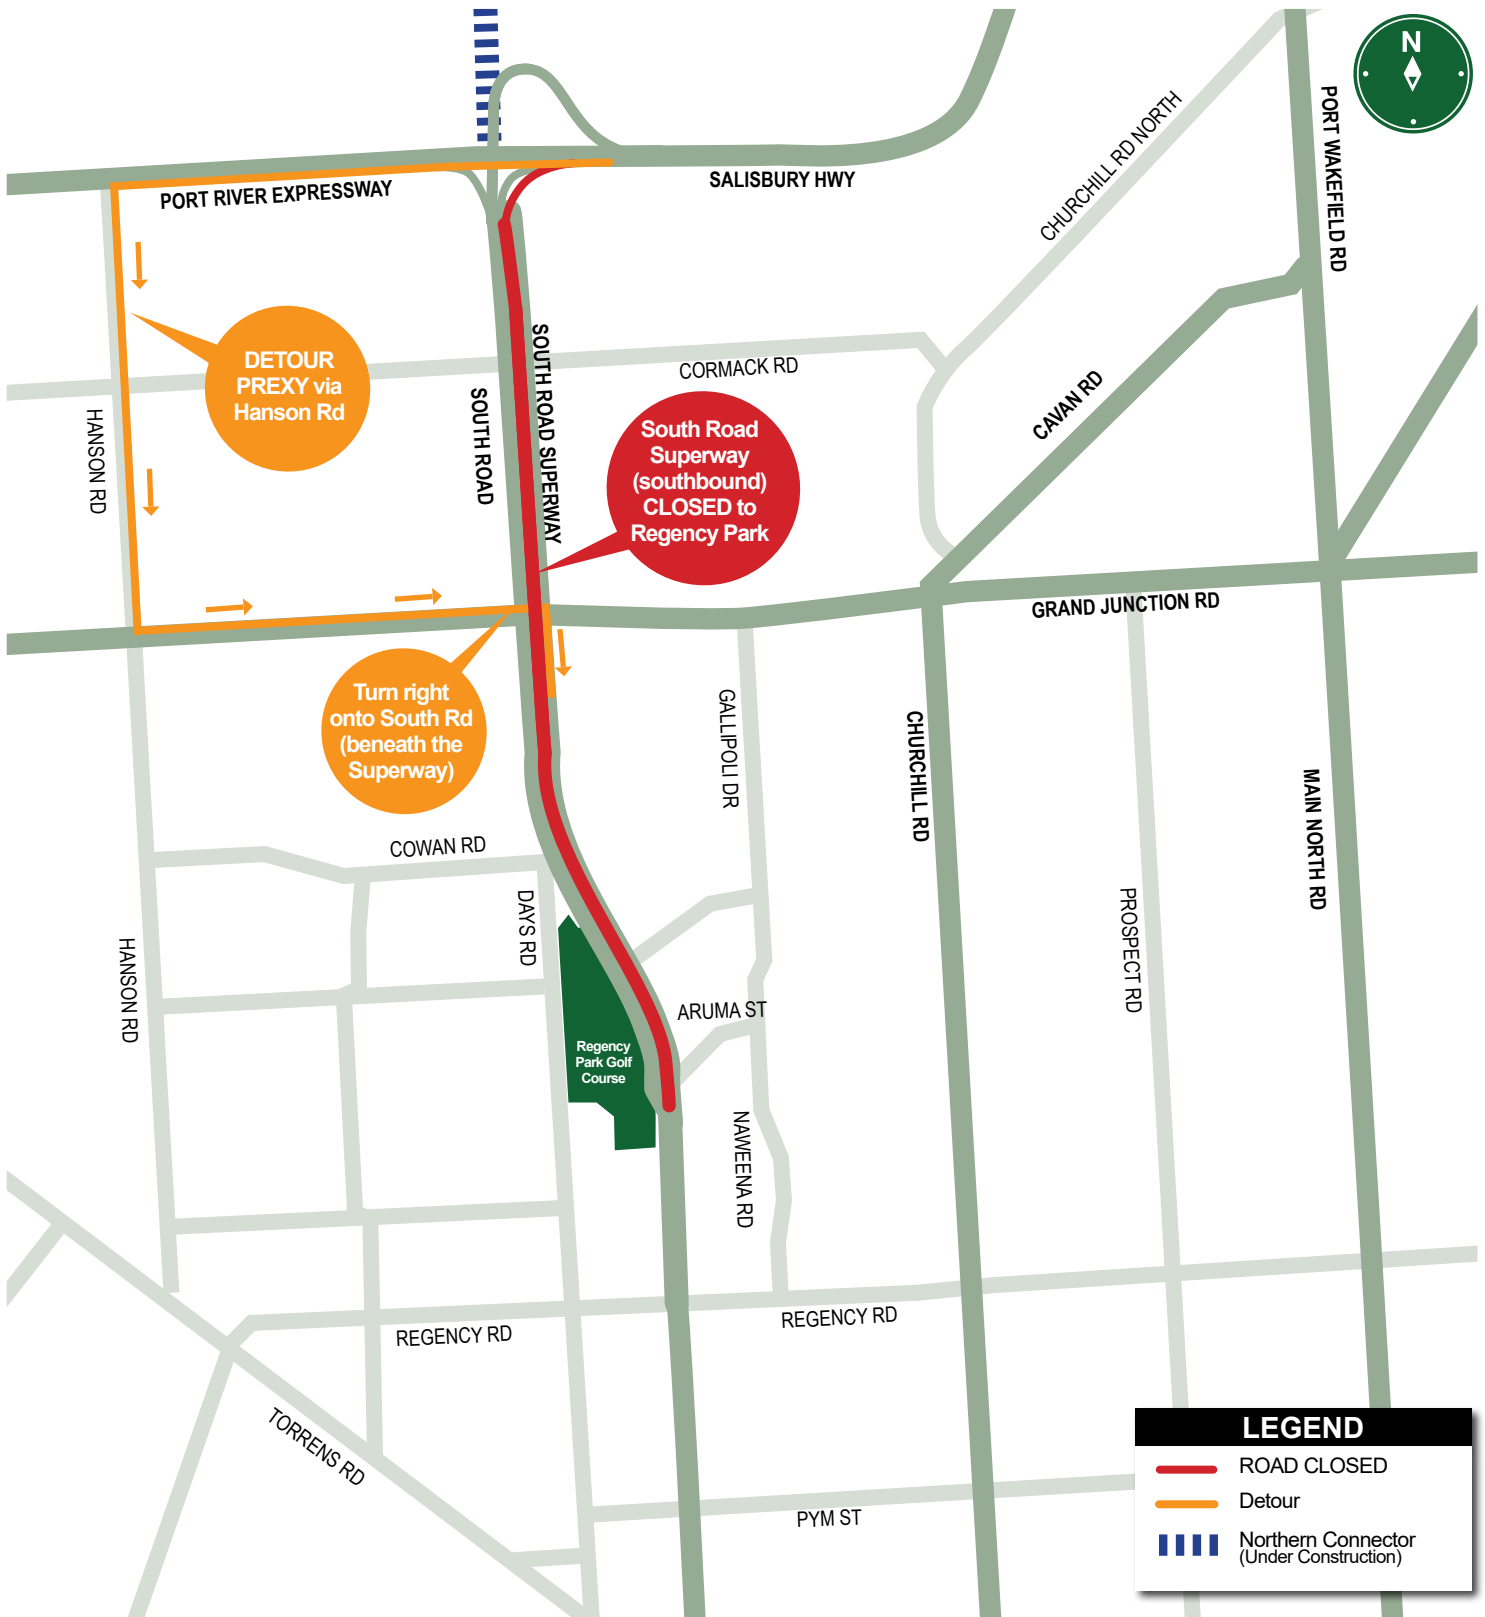 N
PORT RIVER EXPRESSWAY
SALISBURY HWY
CHURCHILL RD NORTH
PORT WAKEFIELD RD
DETOUR
PREXY via
Hanson Rd
HANSON RD
SOUTH ROAD
SOUTH ROAD SUPERWAY
CORMACK RD
South Road
Superway
(southbound)
CLOSED to
Regency Park
CAVAN RD
GRAND JUNCTION RD
Turn right
onto South Rd
(beneath the
Superway)
GALLIPOLI DR
CHURCHILL RD
MAIN NORTH RD
COWAN RD
DAYS RD
PROSPECT RD
HANSON RD
ARUMA ST
Regency
Park Golf
Course
NAWEENA RD
REGENCY RD
REGENCY RD
TORRENS RD
PYM ST
LEGEND
ROAD CLOSED
Detour
Northern Connector
(Under Construction)